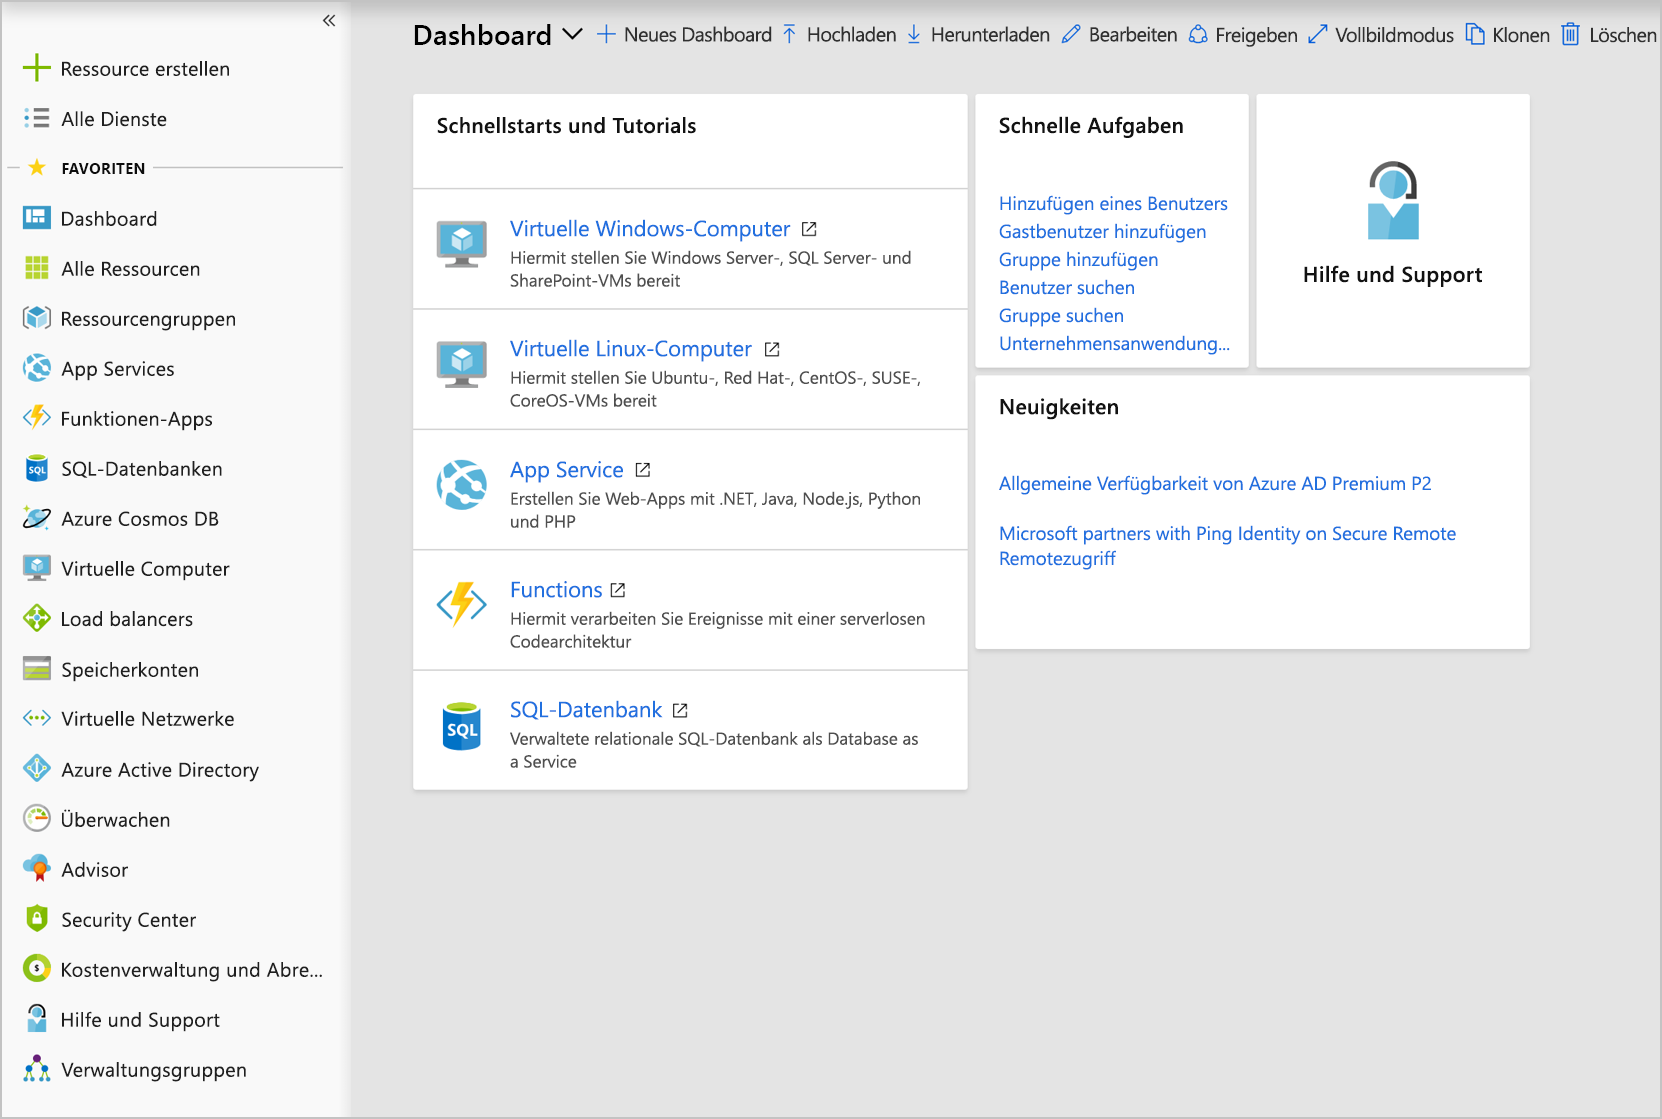 «
Ressource erstellen
Alle Dienste
FAVORITEN
Dashboard
Alle Ressourcen
Ressourcengruppen
App Services
Funktionen-Apps
SQL-Datenbanken
Azure Cosmos DB
Virtuelle Computer
Load balancers
Speicherkonten
Virtuelle Netzwerke
Azure Active Directory
Überwachen
Advisor
Security Center
Kostenverwaltung und Abre...
Hilfe und Support
Verwaltungsgruppen
Dashboard Neues Dashboard Hochladen Herunterladen Bearbeiten Freigeben Vollbildmodus Klonen Löschen
Schnellstarts und Tutorials
Virtuelle Windows-Computer
Hiermit stellen Sie Windows Server-, SQL Server- und
SharePoint-VMs bereit
Virtuelle Linux-Computer
Hiermit stellen Sie Ubuntu-, Red Hat-, CentOS-, SUSE-,
CoreOS-VMs bereit
App Service
Erstellen Sie Web-Apps mit .NET, Java, Node.js, Python
und PHP
Functions
Hiermit verarbeiten Sie Ereignisse mit einer serverlosen
Codearchitektur
SQL
SQL-Datenbank
Verwaltete relationale SQL-Datenbank als Database as
a Service
Schnelle Aufgaben
Hinzufügen eines Benutzers
Gastbenutzer hinzufügen
Gruppe hinzufügen
Benutzer suchen
Gruppe suchen
Unternehmensanwendung...
Hilfe und Support
Neuigkeiten
Allgemeine Verfügbarkeit von Azure AD Premium P2
Microsoft partners with Ping Identity on Secure Remote
Remotezugriff